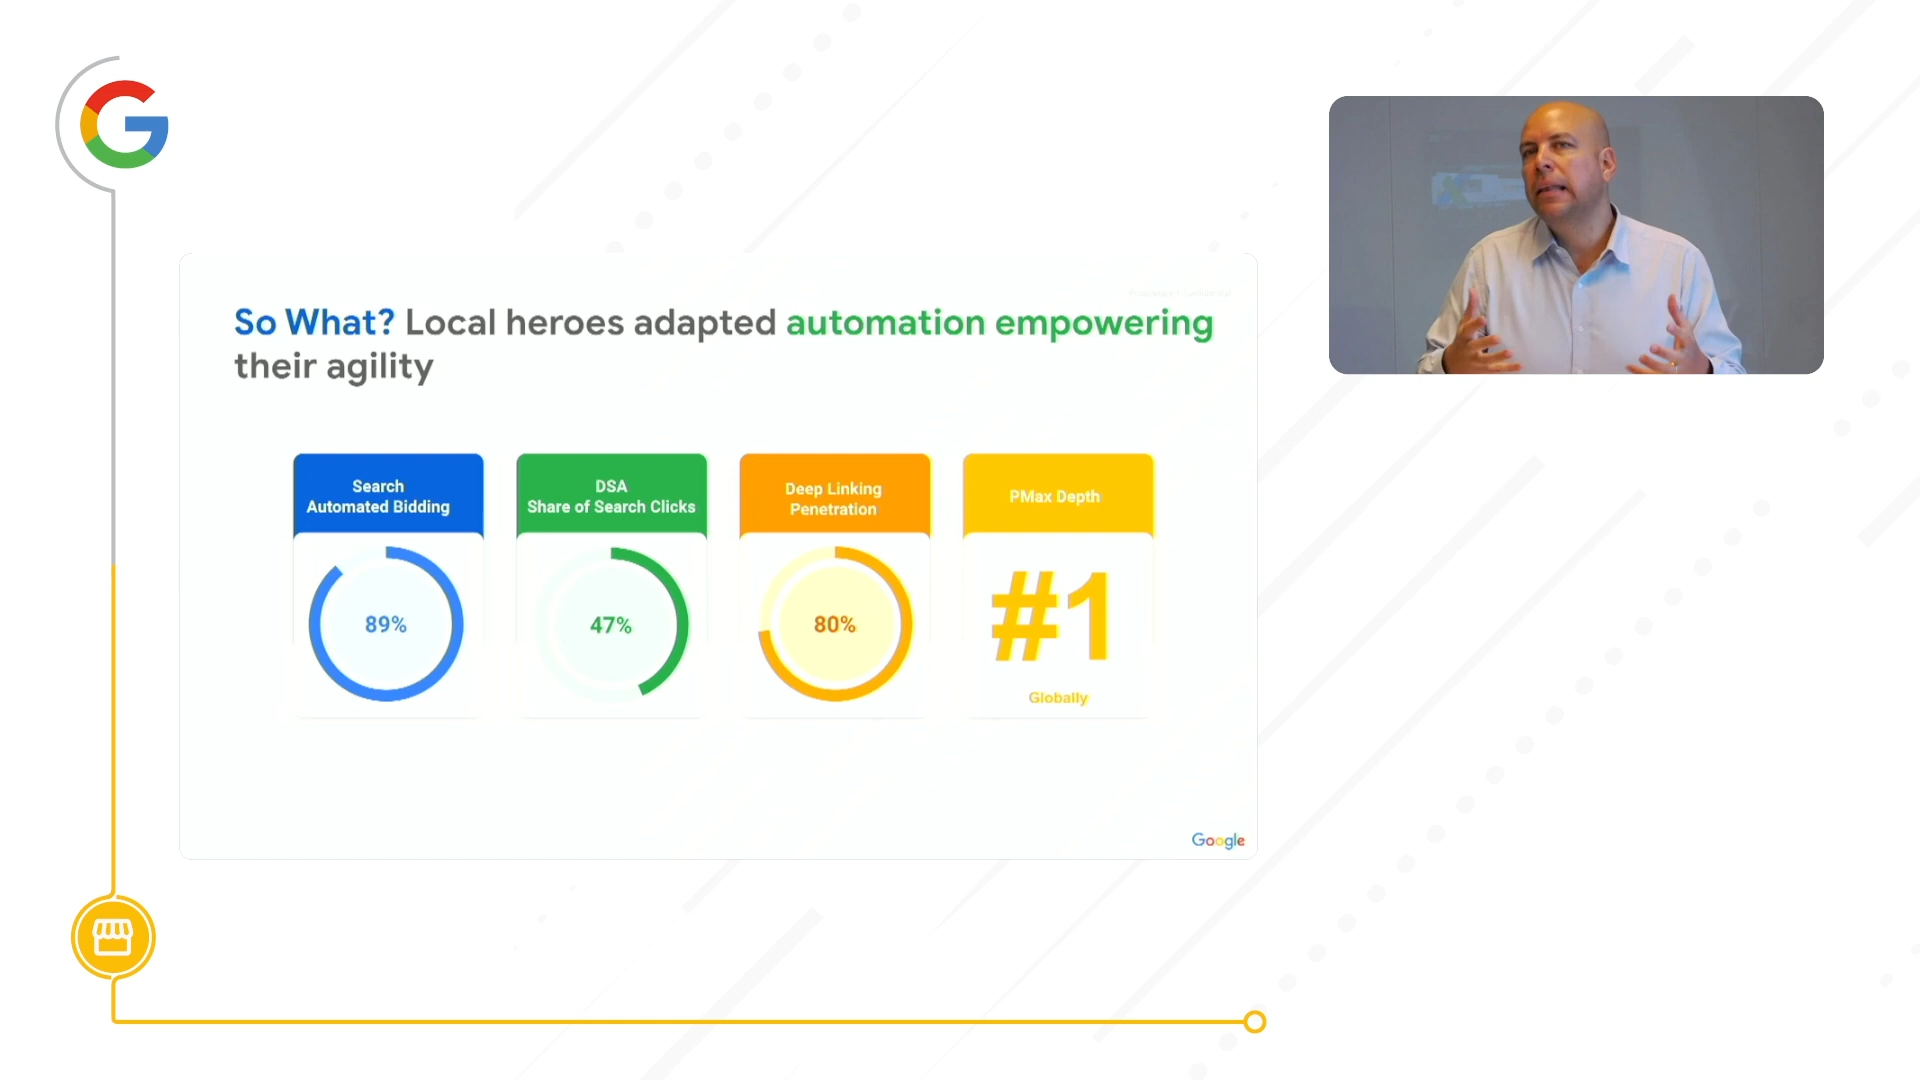 So What? Local heroes adapted automation empowering
their agility
Search
Automated Bidding
DSA
Share of Search Clicks
Deep Linking
Penetration
PMax Depth
89%
47%
80%
#1
Globally
Google